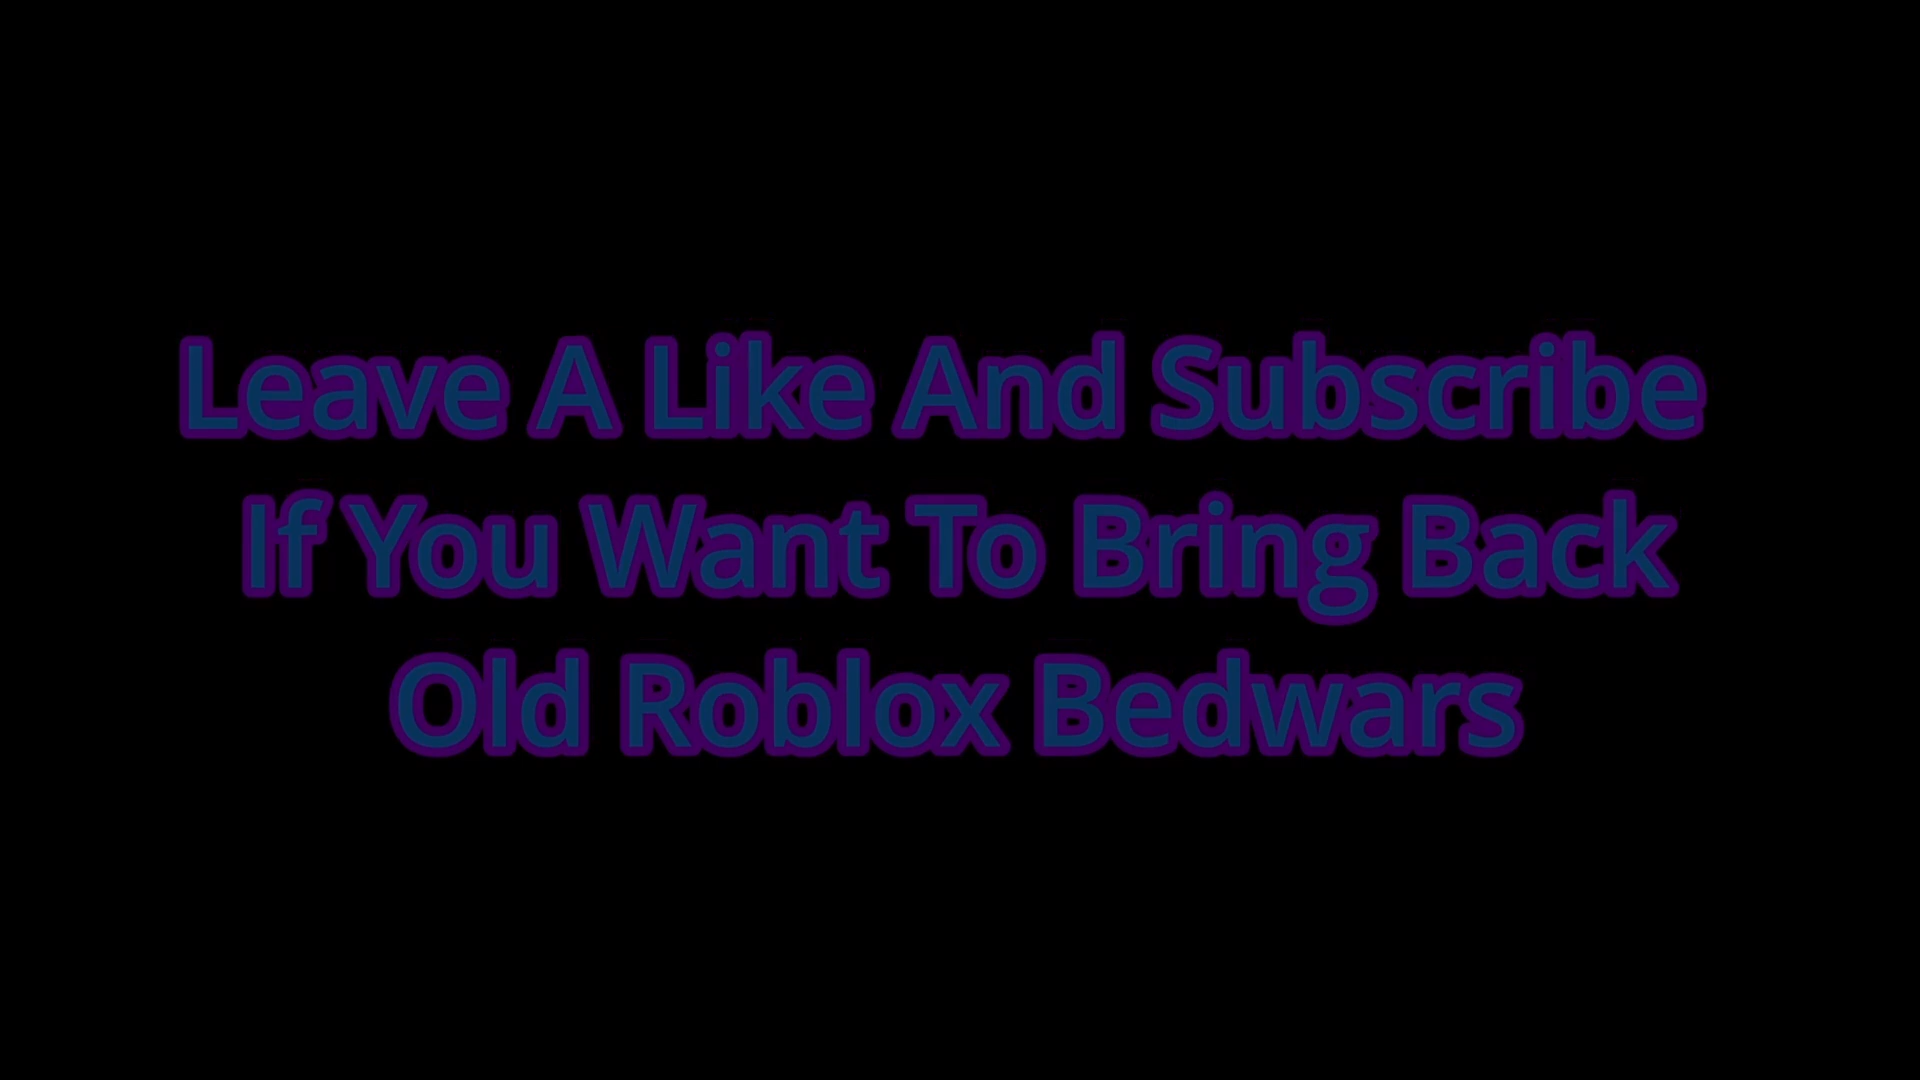 Leave A Like And Subscribe
If You Want To Bring Back
Old Roblox Bedwars